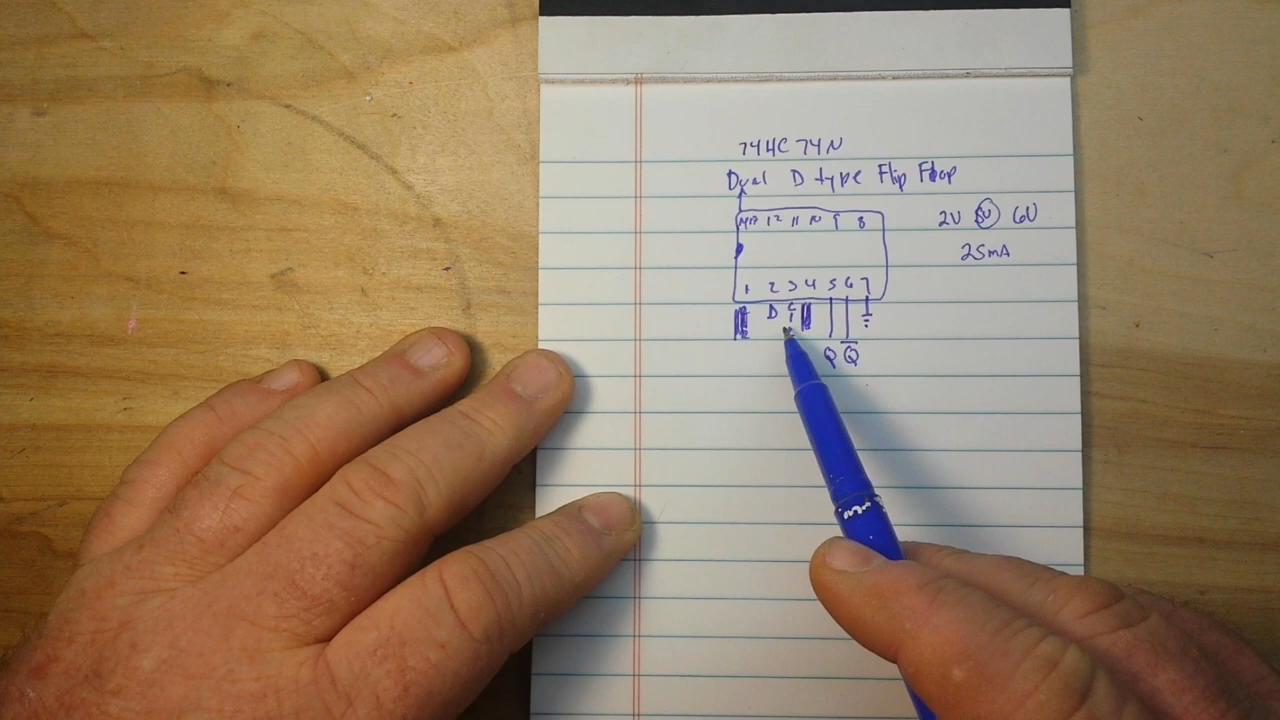 74HC74N
Dual D type Flip Flop
14 13 12 11 10 9 8
2V 5V 6V
25mA
1 2 3 4 5 6 7
D C
Q Q̅